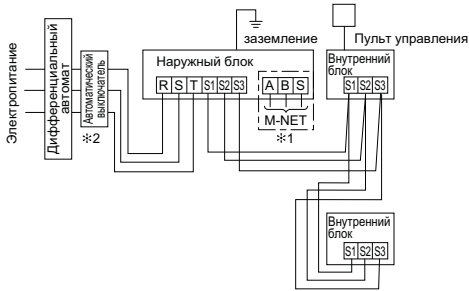 Электропитание
Дифференциальный
автомат
Автоматический
выключатель
✻2
заземление
Наружный блок
R S T S1 S2 S3
A B S
M-NET
✻1
Пульт управления
Внутренний
блок
S1 S2 S3
Внутренний
блок
S1 S2 S3